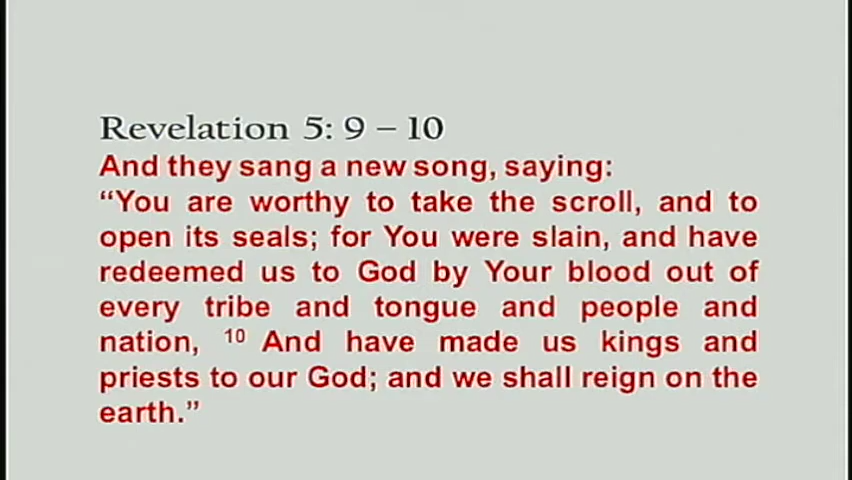 Revelation 5: 9 – 10
And they sang a new song, saying:
“You are worthy to take the scroll, and to
open its seals; for You were slain, and have
redeemed us to God by Your blood out of
every tribe and tongue and people and
nation, ¹⁰ And have made us kings and
priests to our God; and we shall reign on the
earth.”